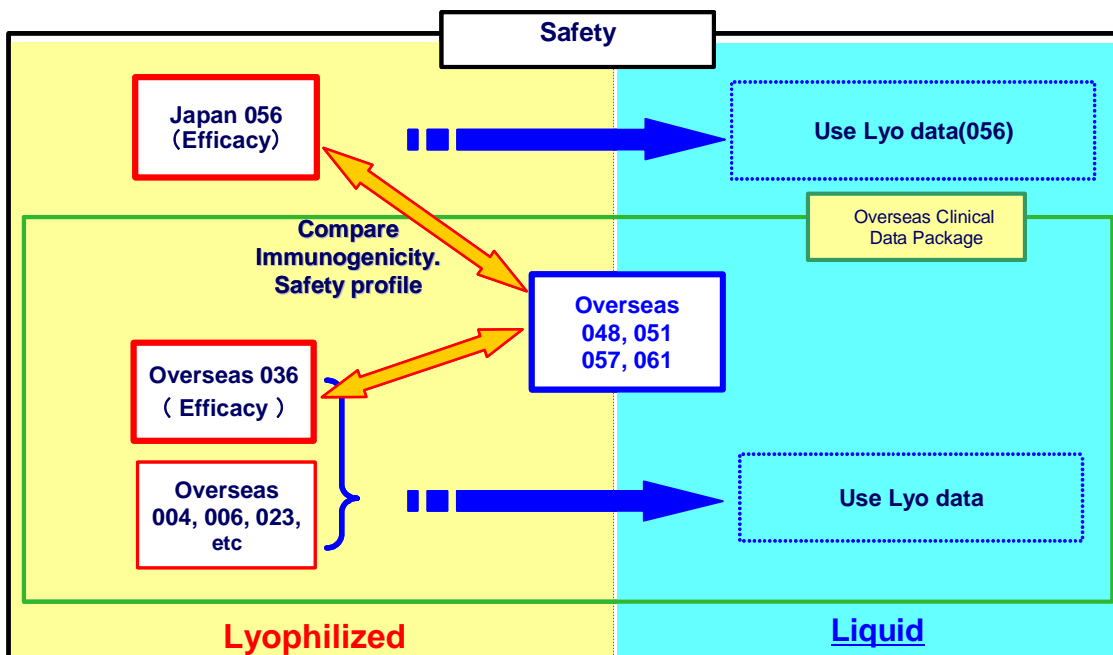 Safety
Japan 056
（Efficacy）
Use Lyo data(056)
Overseas Clinical
Data Package
Compare
Immunogenicity.
Safety profile
Overseas
048, 051
057, 061
Overseas 036
（ Efficacy ）
Overseas
004, 006, 023,
etc
Use Lyo data
Lyophilized
Liquid